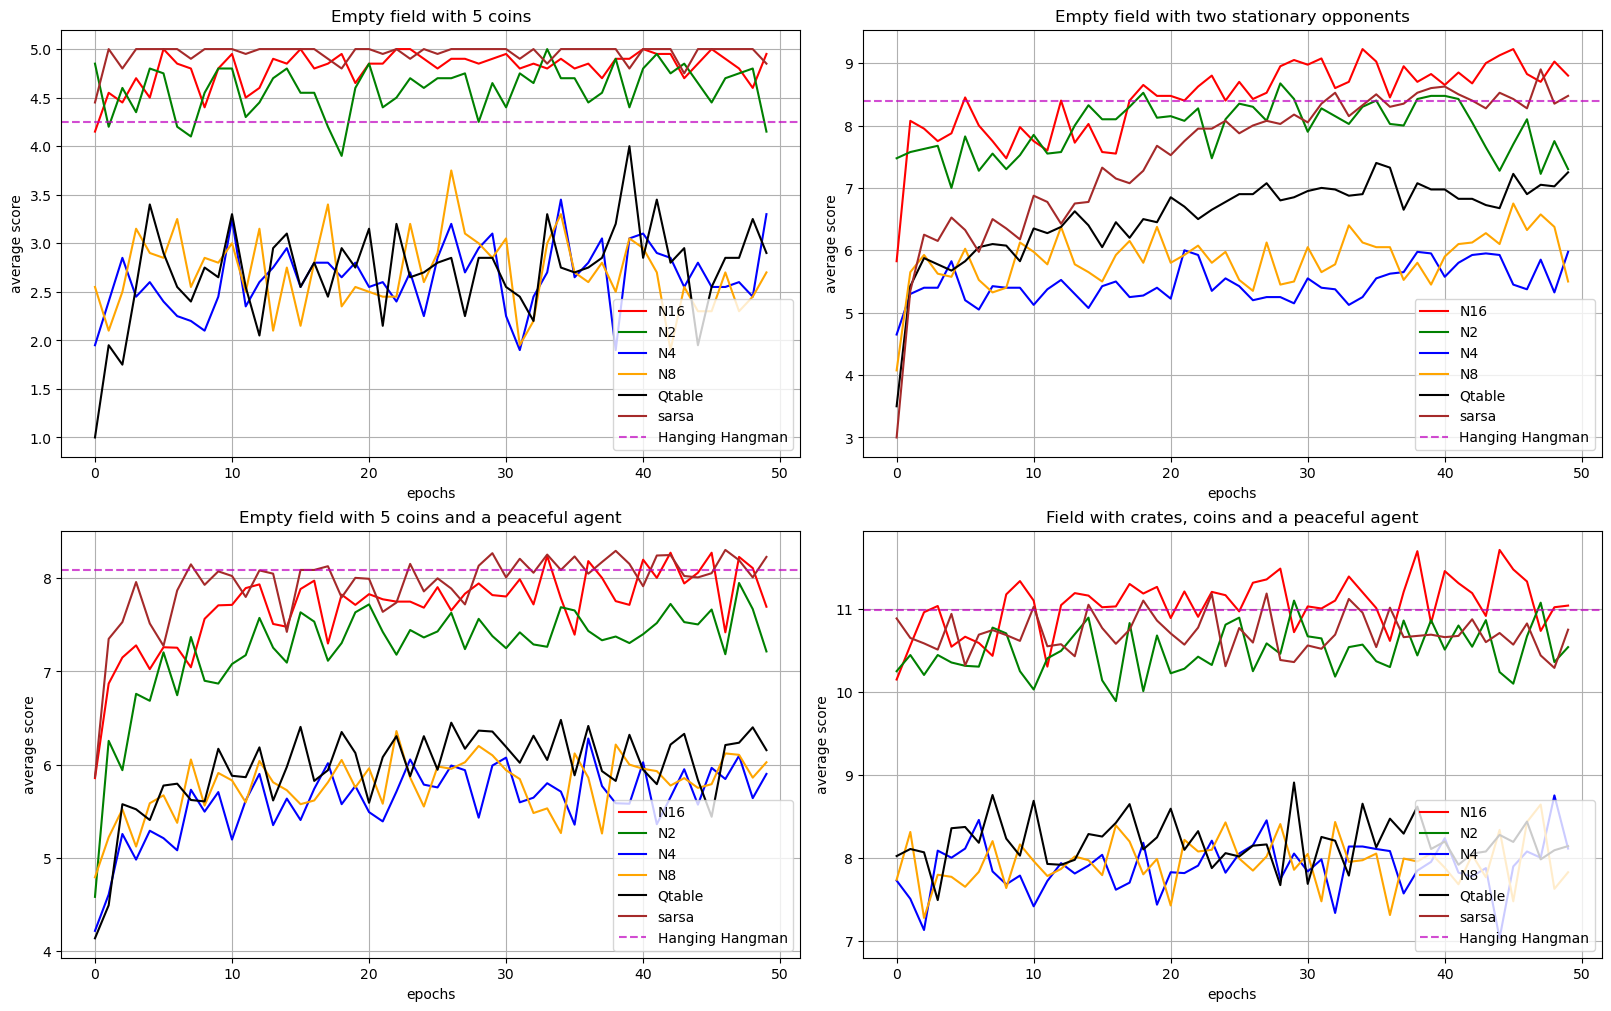 Empty field with 5 coins
5.0
4.5
4.0
3.5
3.0
2.5
2.0
1.5
1.0
average score
0
10
20
30
40
50
epochs
N16
N2
N4
N8
Qtable
sarsa
Hanging Hangman
Empty field with two stationary opponents
9
8
7
6
5
4
3
average score
0
10
20
30
40
50
epochs
N16
N2
N4
N8
Qtable
sarsa
Hanging Hangman
Empty field with 5 coins and a peaceful agent
8
7
6
5
4
average score
0
10
20
30
40
50
epochs
N16
N2
N4
N8
Qtable
sarsa
Hanging Hangman
Field with crates, coins and a peaceful agent
11
10
9
8
7
average score
0
10
20
30
40
50
epochs
N16
N2
N4
N8
Qtable
sarsa
Hanging Hangman